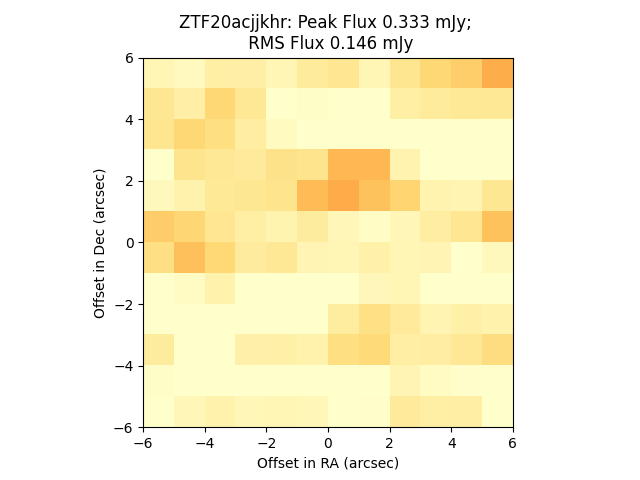 ZTF20acjjkhr: Peak Flux 0.333 mJy;
RMS Flux 0.146 mJy
6
4
2
0
−2
−4
−6
Offset in Dec (arcsec)
−6 −4 −2 0 2 4 6
Offset in RA (arcsec)